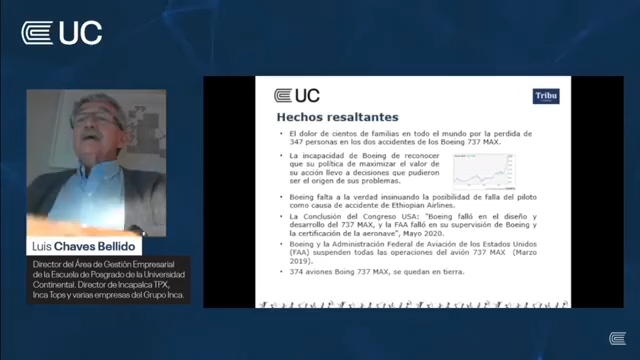 UC
UC
Tribu
Hechos resaltantes
• El dolor de cientos de familias en todo el mundo por la perdida de
347 personas en los dos accidentes de los Boeing 737 MAX.
• La incapacidad de Boeing de reconocer
que su política de maximizar el valor de
su acción llevo a decisiones que pudieron
ser el origen de sus problemas.
• Boeing falta a la verdad insinuando la posibilidad de falla del piloto
como causa de accidente de Ethiopian Airlines.
• La Conclusión del Congreso USA: "Boeing falló en el diseño y
desarrollo del 737 MAX, y la FAA falló en su supervisión de Boeing y
la certificación de la aeronave", Mayo 2020.
• Boeing y la Administración Federal de Aviación de los Estados Unidos
(FAA) suspenden todas las operaciones del avión 737 MAX (Marzo
2019).
• 374 aviones Boing 737 MAX, se quedan en tierra.
Luis Chaves Bellido
Director del Área de Gestión Empresarial
de la Escuela de Posgrado de la Universidad
Continental. Director de Incapalca TPX,
Inca Tops y varias empresas del Grupo Inca.